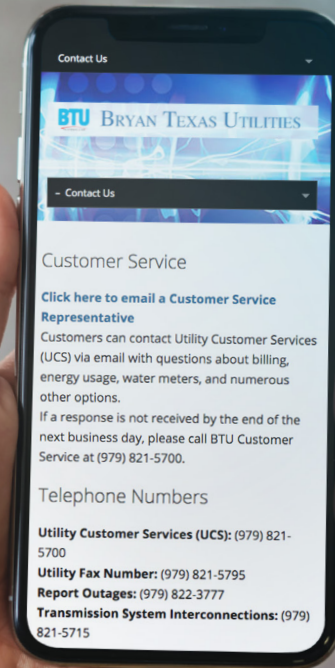 Contact Us
BTU BRYAN TEXAS UTILITIES
– Contact Us
Customer Service
Click here to email a Customer Service
Representative
Customers can contact Utility Customer Services
(UCS) via email with questions about billing,
energy usage, water meters, and numerous
other options.
If a response is not received by the end of the
next business day, please call BTU Customer
Service at (979) 821-5700.
Telephone Numbers
Utility Customer Services (UCS): (979) 821-
5700
Utility Fax Number: (979) 821-5795
Report Outages: (979) 822-3777
Transmission System Interconnections: (979)
821-5715